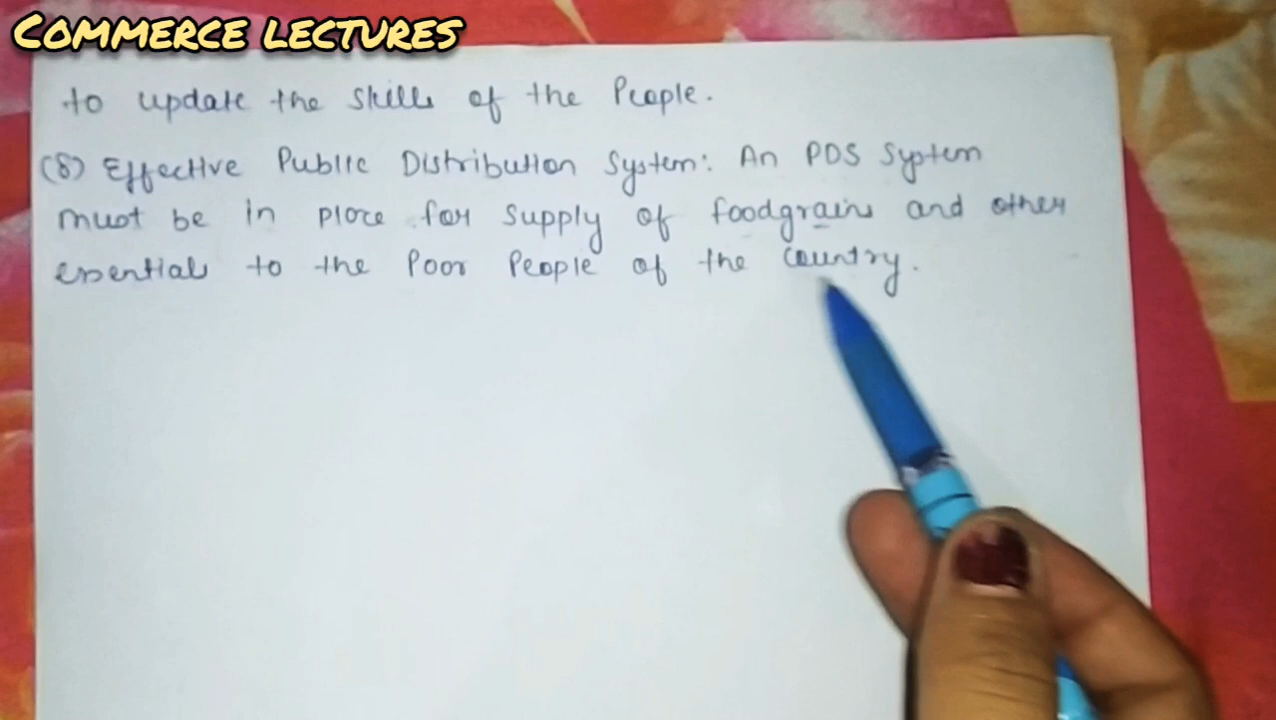 COMMERCE LECTURES
to update the skills of the People.
(8) Effective Public Distribution System: An PDS System
must be in place for supply of foodgrains and other
essentials to the Poor People of the country.